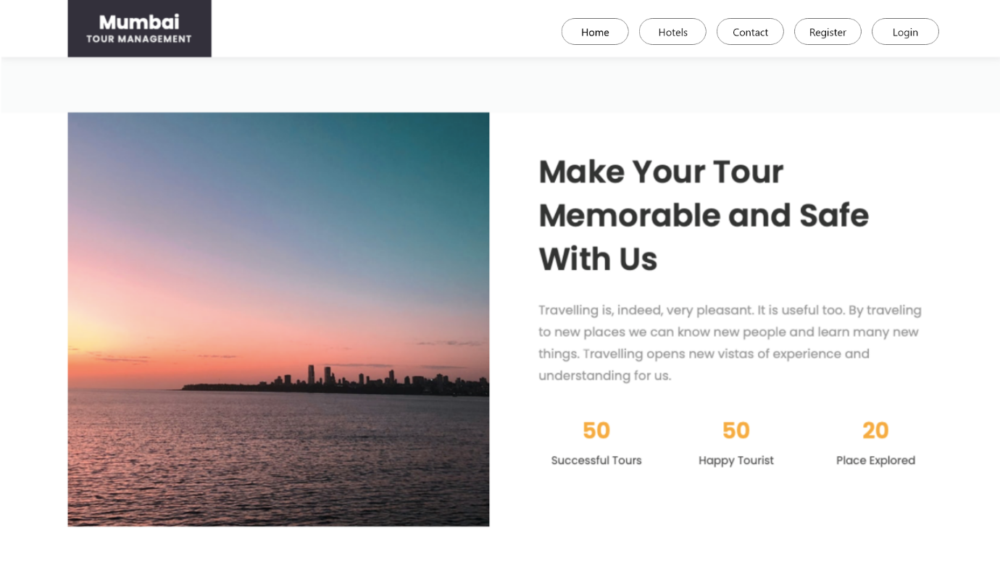 Mumbai
TOUR MANAGEMENT
Home
Hotels
Contact
Register
Login
Make Your Tour
Memorable and Safe
With Us
Travelling is, indeed, very pleasant. It is useful too. By traveling
to new places we can know new people and learn many new
things. Travelling opens new vistas of experience and
understanding for us.
50
Successful Tours
50
Happy Tourist
20
Place Explored